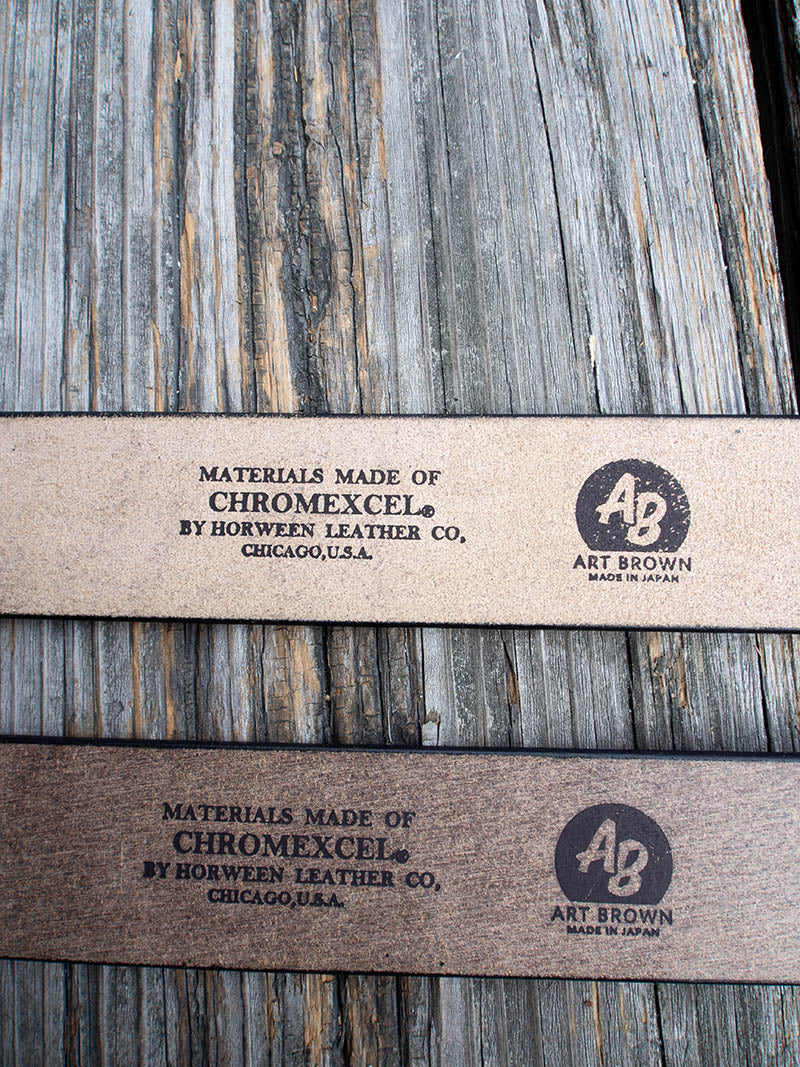 MATERIALS MADE OF
CHROMEXCEL®
BY HORWEEN LEATHER CO,
CHICAGO,U.S.A.
AB
ART BROWN
MADE IN JAPAN
MATERIALS MADE OF
CHROMEXCEL®
BY HORWEEN LEATHER CO,
CHICAGO,U.S.A.
AB
ART BROWN
MADE IN JAPAN